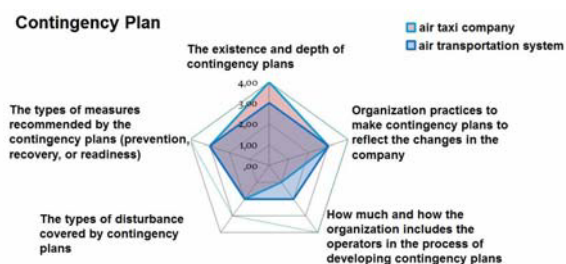 Contingency Plan
air taxi company
air transportation system
The existence and depth of
contingency plans
4,00
3,00
2,00
1,00
,00
The types of measures
recommended by the
contingency plans (prevention,
recovery, or readiness)
Organization practices to
make contingency plans to
reflect the changes in the
company
The types of disturbance
covered by contingency
plans
How much and how the
organization includes the
operators in the process of
developing contingency plans